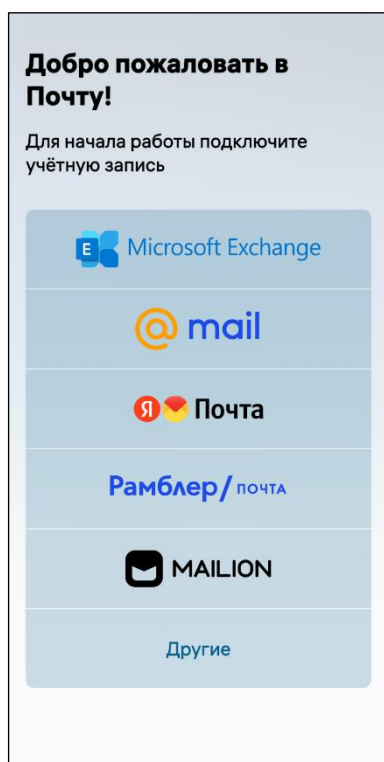 Добро пожаловать в
Почту!
Для начала работы подключите
учётную запись
E Microsoft Exchange
@ mail
Я Почта
Рамблер/ почта
MAILION
Другие